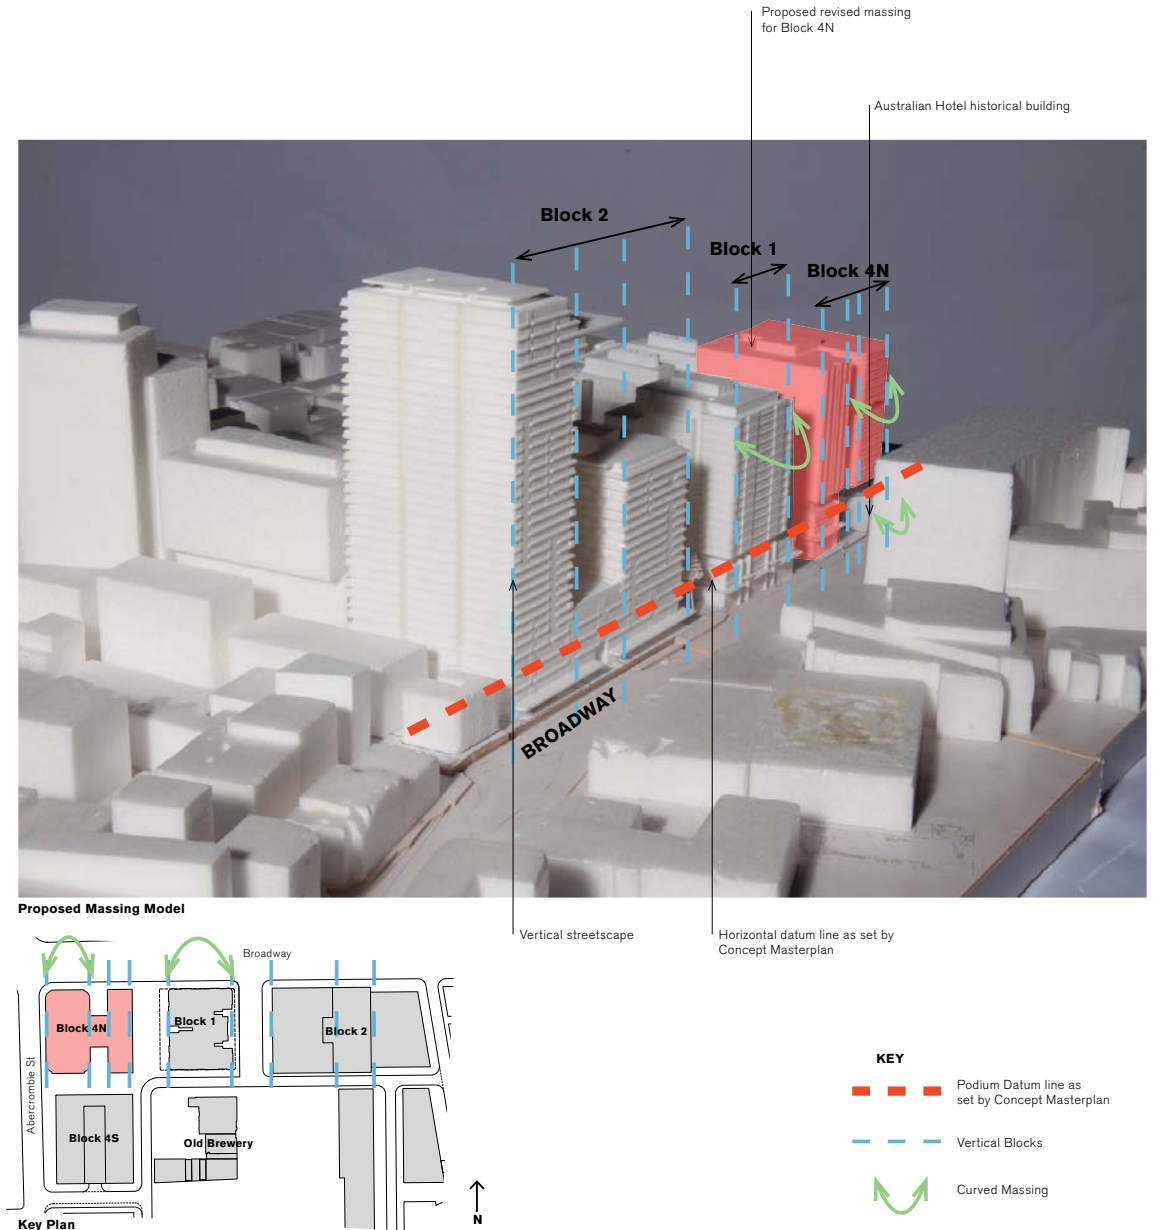 Proposed revised massing
for Block 4N
Australian Hotel historical building
Block 2
Block 1
Block 4N
BROADWAY
Proposed Massing Model
Vertical streetscape
Horizontal datum line as set by
Concept Masterplan
Broadway
Block 4N
Block 1
Block 2
Abercrombie St
Block 4S
Old Brewery
N
Key Plan
KEY
Podium Datum line as
set by Concept Masterplan
Vertical Blocks
Curved Massing